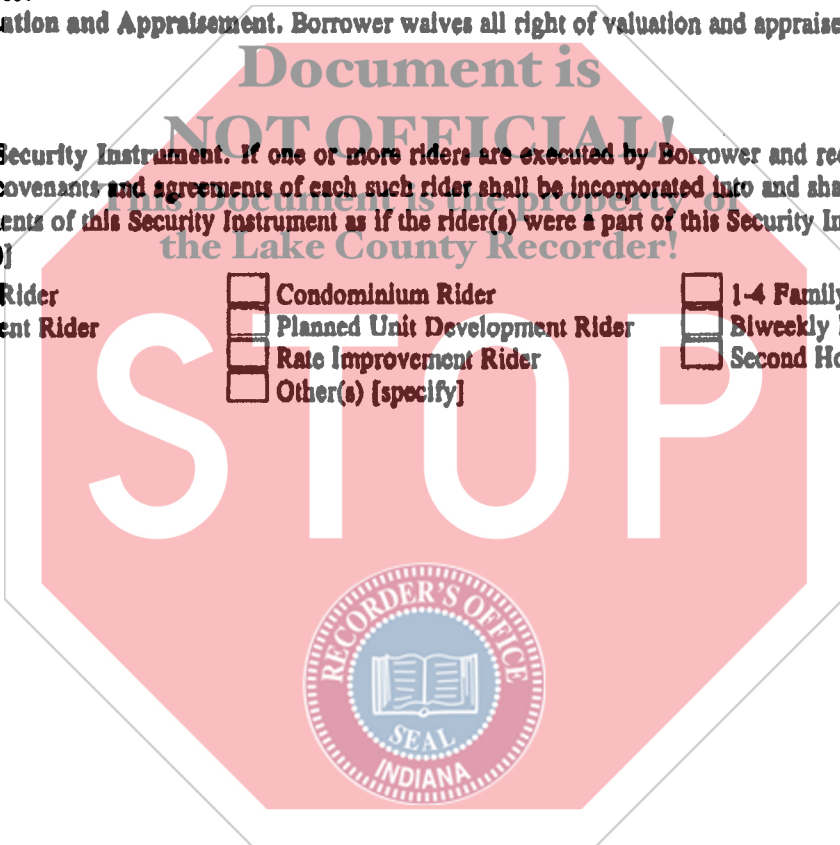 ation and Appraisement. Borrower waives all right of valuation and appraise
Document is
NOT OFFICIAL!
Security Instrument. If one or more riders are executed by Borrower and rec
covenants and agreements of each such rider shall be incorporated into and sha
This Document is the property of
ents of this Security Instrument as if the rider(s) were a part of this Security In
the Lake County Recorder!
)]
Rider Condominium Rider 1-4 Family
ent Rider Planned Unit Development Rider Biweekly
Rate Improvement Rider Second Ho
Other(s) [specify]
STOP
RECORDER'S OFFICE
SEAL
INDIANA